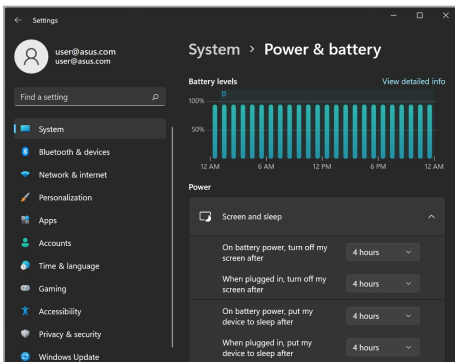 Settings
user@asus.com
user@asus.com
Find a setting
System
Bluetooth & devices
Network & internet
Personalization
Apps
Accounts
Time & language
Gaming
Accessibility
Privacy & security
Windows Update
System > Power & battery
Battery levels View detailed info
100%
50%
12 AM 6 AM 12 PM 6 PM 12 AM
Power
Screen and sleep
On battery power, turn off my
screen after
4 hours
When plugged in, turn off my
screen after
4 hours
On battery power, put my
device to sleep after
4 hours
When plugged in, put my
device to sleep after
4 hours